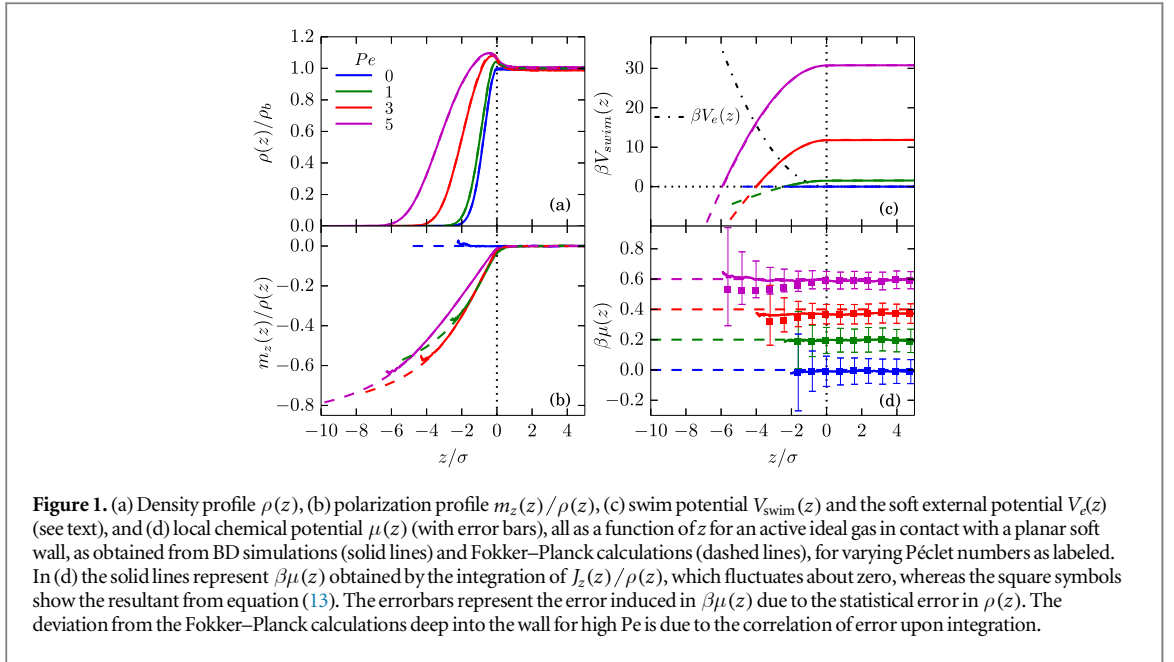 1.2
1.0
0.8
0.6
0.4
0.2
0.0
ρ(z)/ρ_b
Pe
0
1
3
5
(a)
30
20
10
0
βV_swim(z)
βV_e(z)
(c)
0.0
−0.2
−0.4
−0.6
−0.8
m_z(z)/ρ(z)
(b)
−10 −8 −6 −4 −2 0 2 4
z/σ
0.8
0.6
0.4
0.2
0.0
−0.2
βμ(z)
(d)
−10 −8 −6 −4 −2 0 2 4
z/σ
Figure 1. (a) Density profile ρ(z), (b) polarization profile m_z(z)/ρ(z), (c) swim potential V_swim(z) and the soft external potential V_e(z)
(see text), and (d) local chemical potential μ(z) (with error bars), all as a function of z for an active ideal gas in contact with a planar soft
wall, as obtained from BD simulations (solid lines) and Fokker–Planck calculations (dashed lines), for varying Péclet numbers as labeled.
In (d) the solid lines represent βμ(z) obtained by the integration of J_z(z)/ρ(z), which fluctuates about zero, whereas the square symbols
show the resultant from equation (13). The errorbars represent the error induced in βμ(z) due to the statistical error in ρ(z). The
deviation from the Fokker–Planck calculations deep into the wall for high Pe is due to the correlation of error upon integration.